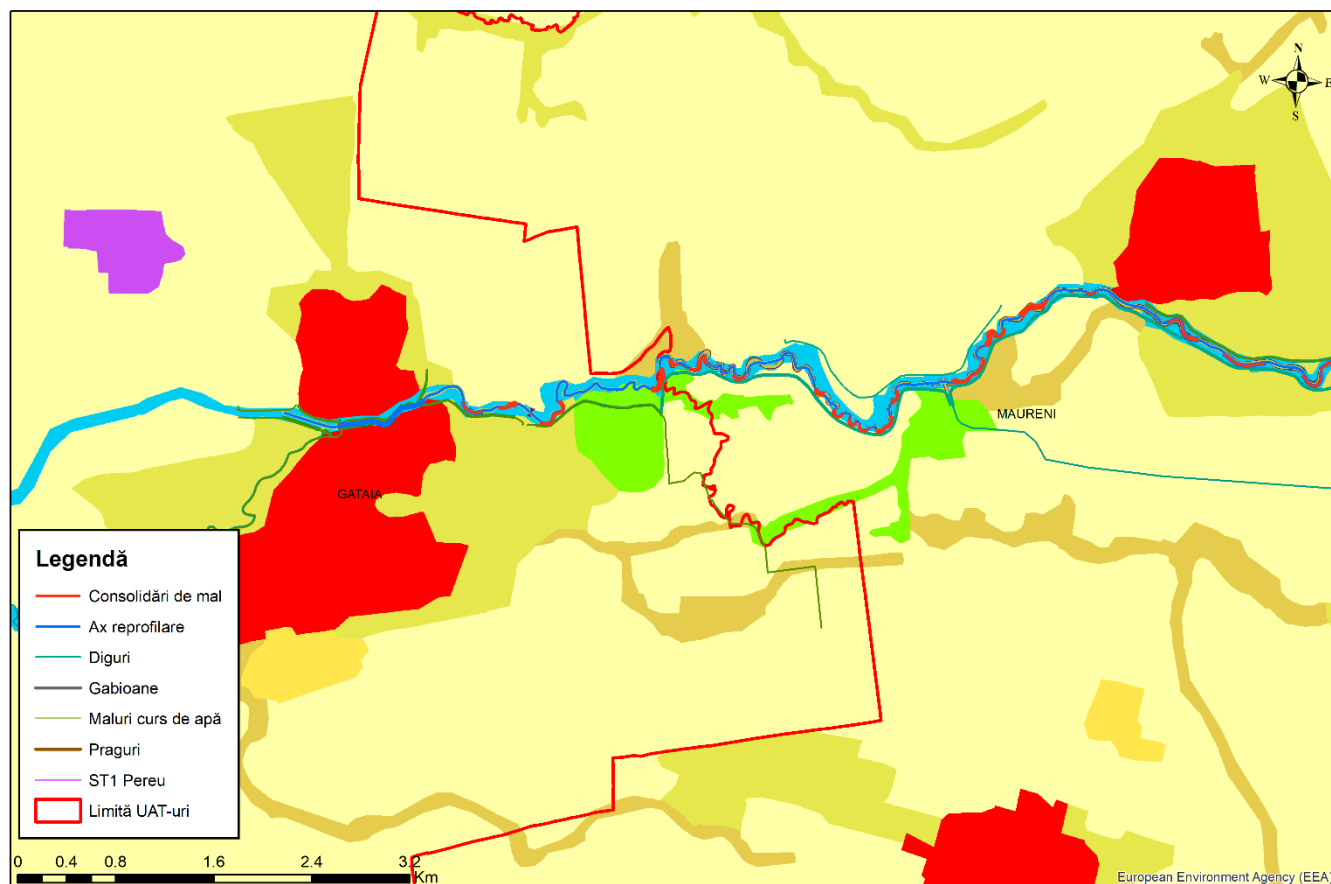 N
W
E
S
MAURENI
GATAIA
Legendă
Consolidări de mal
Ax reprofilare
Diguri
Gabioane
Maluri curs de apă
Praguri
ST1 Pereu
Limită UAT-uri
0 0.4 0.8 1.6 2.4 3.2
Km
European Environment Agency (EEA)